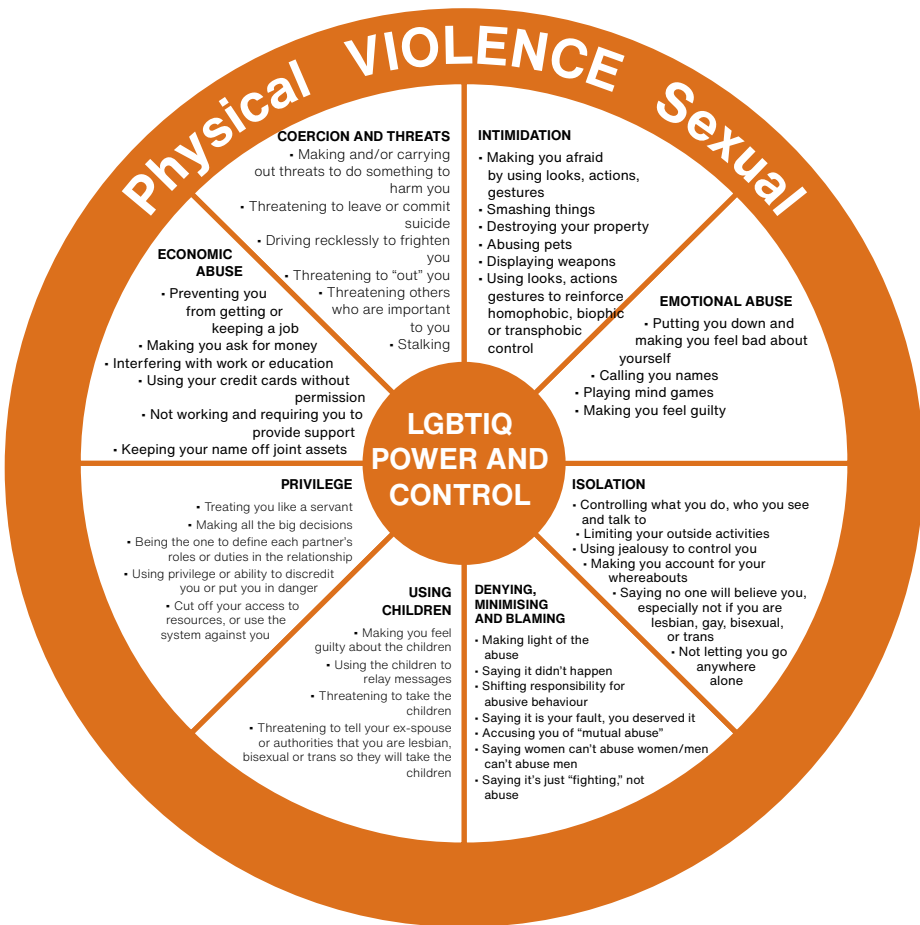 Physical VIOLENCE Sexual
COERCION AND THREATS
▪ Making and/or carrying
out threats to do something to
harm you
▪ Threatening to leave or commit
suicide
▪ Driving recklessly to frighten
you
▪ Threatening to “out” you
▪ Threatening others
who are important
to you
▪ Stalking
INTIMIDATION
▪ Making you afraid
by using looks, actions,
gestures
▪ Smashing things
▪ Destroying your property
▪ Abusing pets
▪ Displaying weapons
▪ Using looks, actions
gestures to reinforce
homophobic, biophic
or transphobic
control
ECONOMIC
ABUSE
▪ Preventing you
from getting or
keeping a job
▪ Making you ask for money
▪ Interfering with work or education
▪ Using your credit cards without
permission
▪ Not working and requiring you to
provide support
▪ Keeping your name off joint assets
EMOTIONAL ABUSE
▪ Putting you down and
making you feel bad about
yourself
▪ Calling you names
▪ Playing mind games
▪ Making you feel guilty
LGBTIQ
POWER AND
CONTROL
PRIVILEGE
▪ Treating you like a servant
▪ Making all the big decisions
▪ Being the one to define each partner’s
roles or duties in the relationship
▪ Using privilege or ability to discredit
you or put you in danger
▪ Cut off your access to
resources, or use the
system against you
ISOLATION
▪ Controlling what you do, who you see
and talk to
▪ Limiting your outside activities
▪ Using jealousy to control you
▪ Making you account for your
whereabouts
▪ Saying no one will believe you,
especially not if you are
lesbian, gay, bisexual,
or trans
▪ Not letting you go
anywhere
alone
USING
CHILDREN
▪ Making you feel
guilty about the children
▪ Using the children to
relay messages
▪ Threatening to take the
children
▪ Threatening to tell your ex-spouse
or authorities that you are lesbian,
bisexual or trans so they will take the
children
DENYING,
MINIMISING
AND BLAMING
▪ Making light of the
abuse
▪ Saying it didn’t happen
▪ Shifting responsibility for
abusive behaviour
▪ Saying it is your fault, you deserved it
▪ Accusing you of “mutual abuse”
▪ Saying women can’t abuse women/men
can’t abuse men
▪ Saying it’s just “fighting,” not
abuse